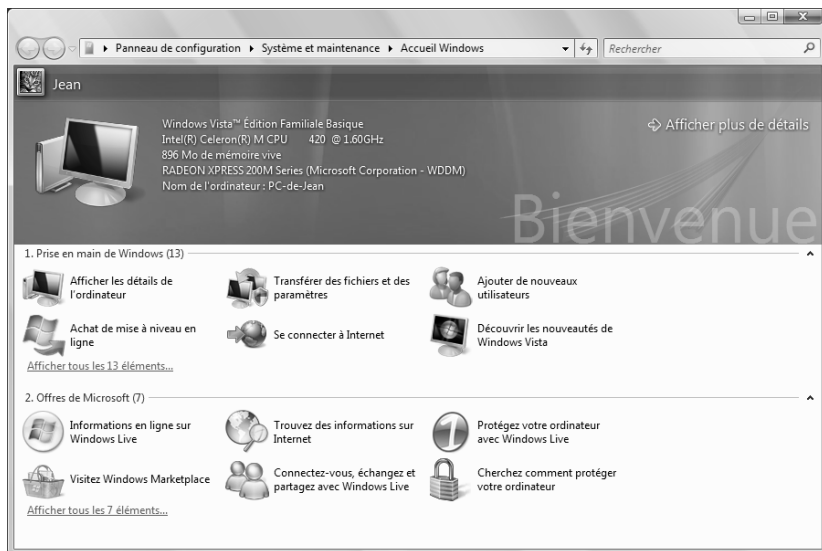 Panneau de configuration ▸ Système et maintenance ▸ Accueil Windows
Rechercher
Jean
Windows Vista™ Édition Familiale Basique
Intel(R) Celeron(R) M CPU 420 @ 1.60GHz
896 Mo de mémoire vive
RADEON XPRESS 200M Series (Microsoft Corporation - WDDM)
Nom de l'ordinateur : PC-de-Jean
Afficher plus de détails
Bienvenue
1. Prise en main de Windows (13)
Afficher les détails de
l'ordinateur
Transférer des fichiers et des
paramètres
Ajouter de nouveaux
utilisateurs
Achat de mise à niveau en
ligne
Se connecter à Internet
Découvrir les nouveautés de
Windows Vista
Afficher tous les 13 éléments...
2. Offres de Microsoft (7)
Informations en ligne sur
Windows Live
Trouvez des informations sur
Internet
Protégez votre ordinateur
avec Windows Live
Visitez Windows Marketplace
Connectez-vous, échangez et
partagez avec Windows Live
Cherchez comment protéger
votre ordinateur
Afficher tous les 7 éléments...